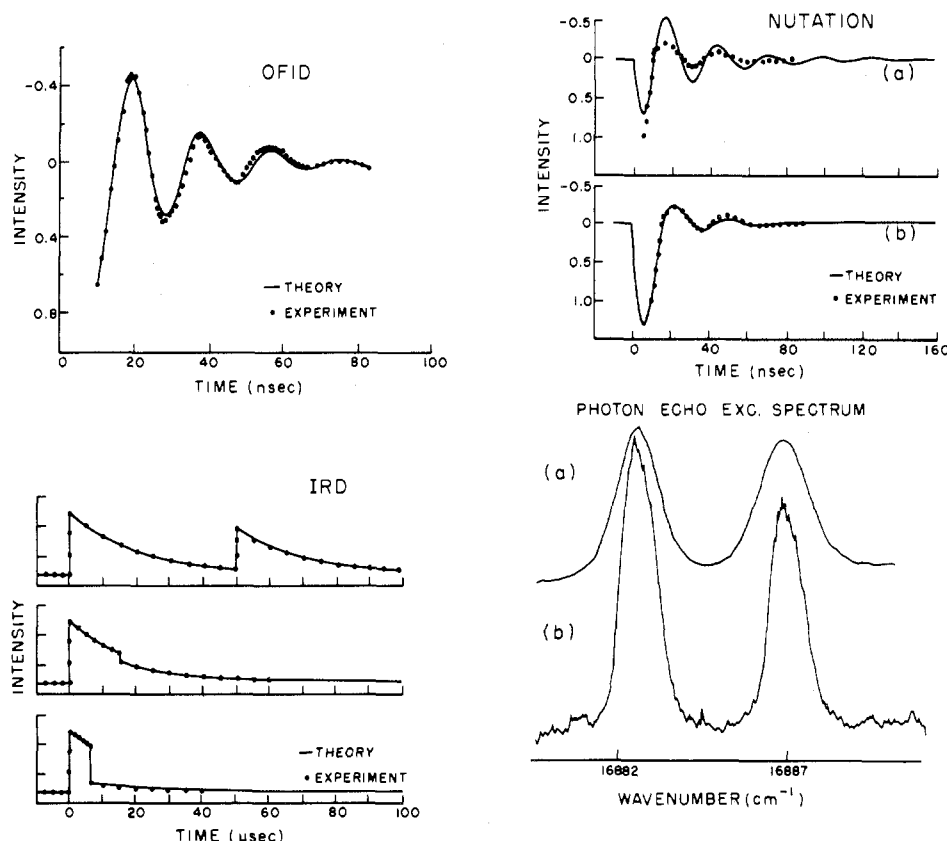 OFID
-0.4
0
0.4
0.8
INTENSITY
— THEORY
• EXPERIMENT
0 20 40 60 80 100
TIME (nsec)
NUTATION
-0.5
0
0.5
1.0
(a)
INTENSITY
-0.5
0
0.5
1.0
(b)
— THEORY
• EXPERIMENT
0 40 80 120 160
TIME (nsec)
IRD
INTENSITY
— THEORY
• EXPERIMENT
0 20 40 60 80 100
TIME (μsec)
PHOTON ECHO EXC. SPECTRUM
(a)
(b)
16882 16887
WAVENUMBER (cm⁻¹)